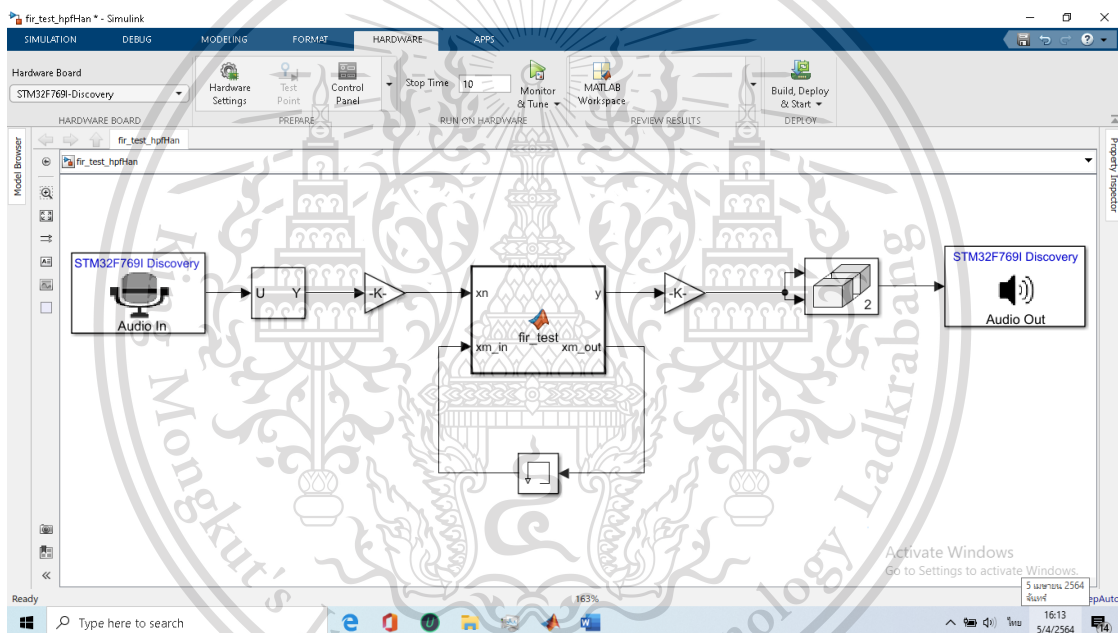 fir_test_hpfHan * - Simulink
SIMULATION DEBUG MODELING FORMAT HARDWARE APPS
Hardware Board
STM32F769I-Discovery
Hardware Settings
Test Point
Control Panel
Stop Time 10
Monitor & Tune
MATLAB Workspace
Build, Deploy & Start
HARDWARE BOARD PREPARE RUN ON HARDWARE REVIEW RESULTS DEPLOY
Model Browser
fir_test_hpfHan
fir_test_hpfHan
Property Inspector
STM32F769I Discovery
Audio In
U Y
-K-
xn y
fir_test
xm_in xm_out
-K-
2
STM32F769I Discovery
Audio Out
King Mongkut's
Ladkrabang
Activate Windows
Go to Settings to activate Windows.
5 เมษายน 2564
จันทร์
Ready 163%
Type here to search
ไทย
16:13
5/4/2564
14